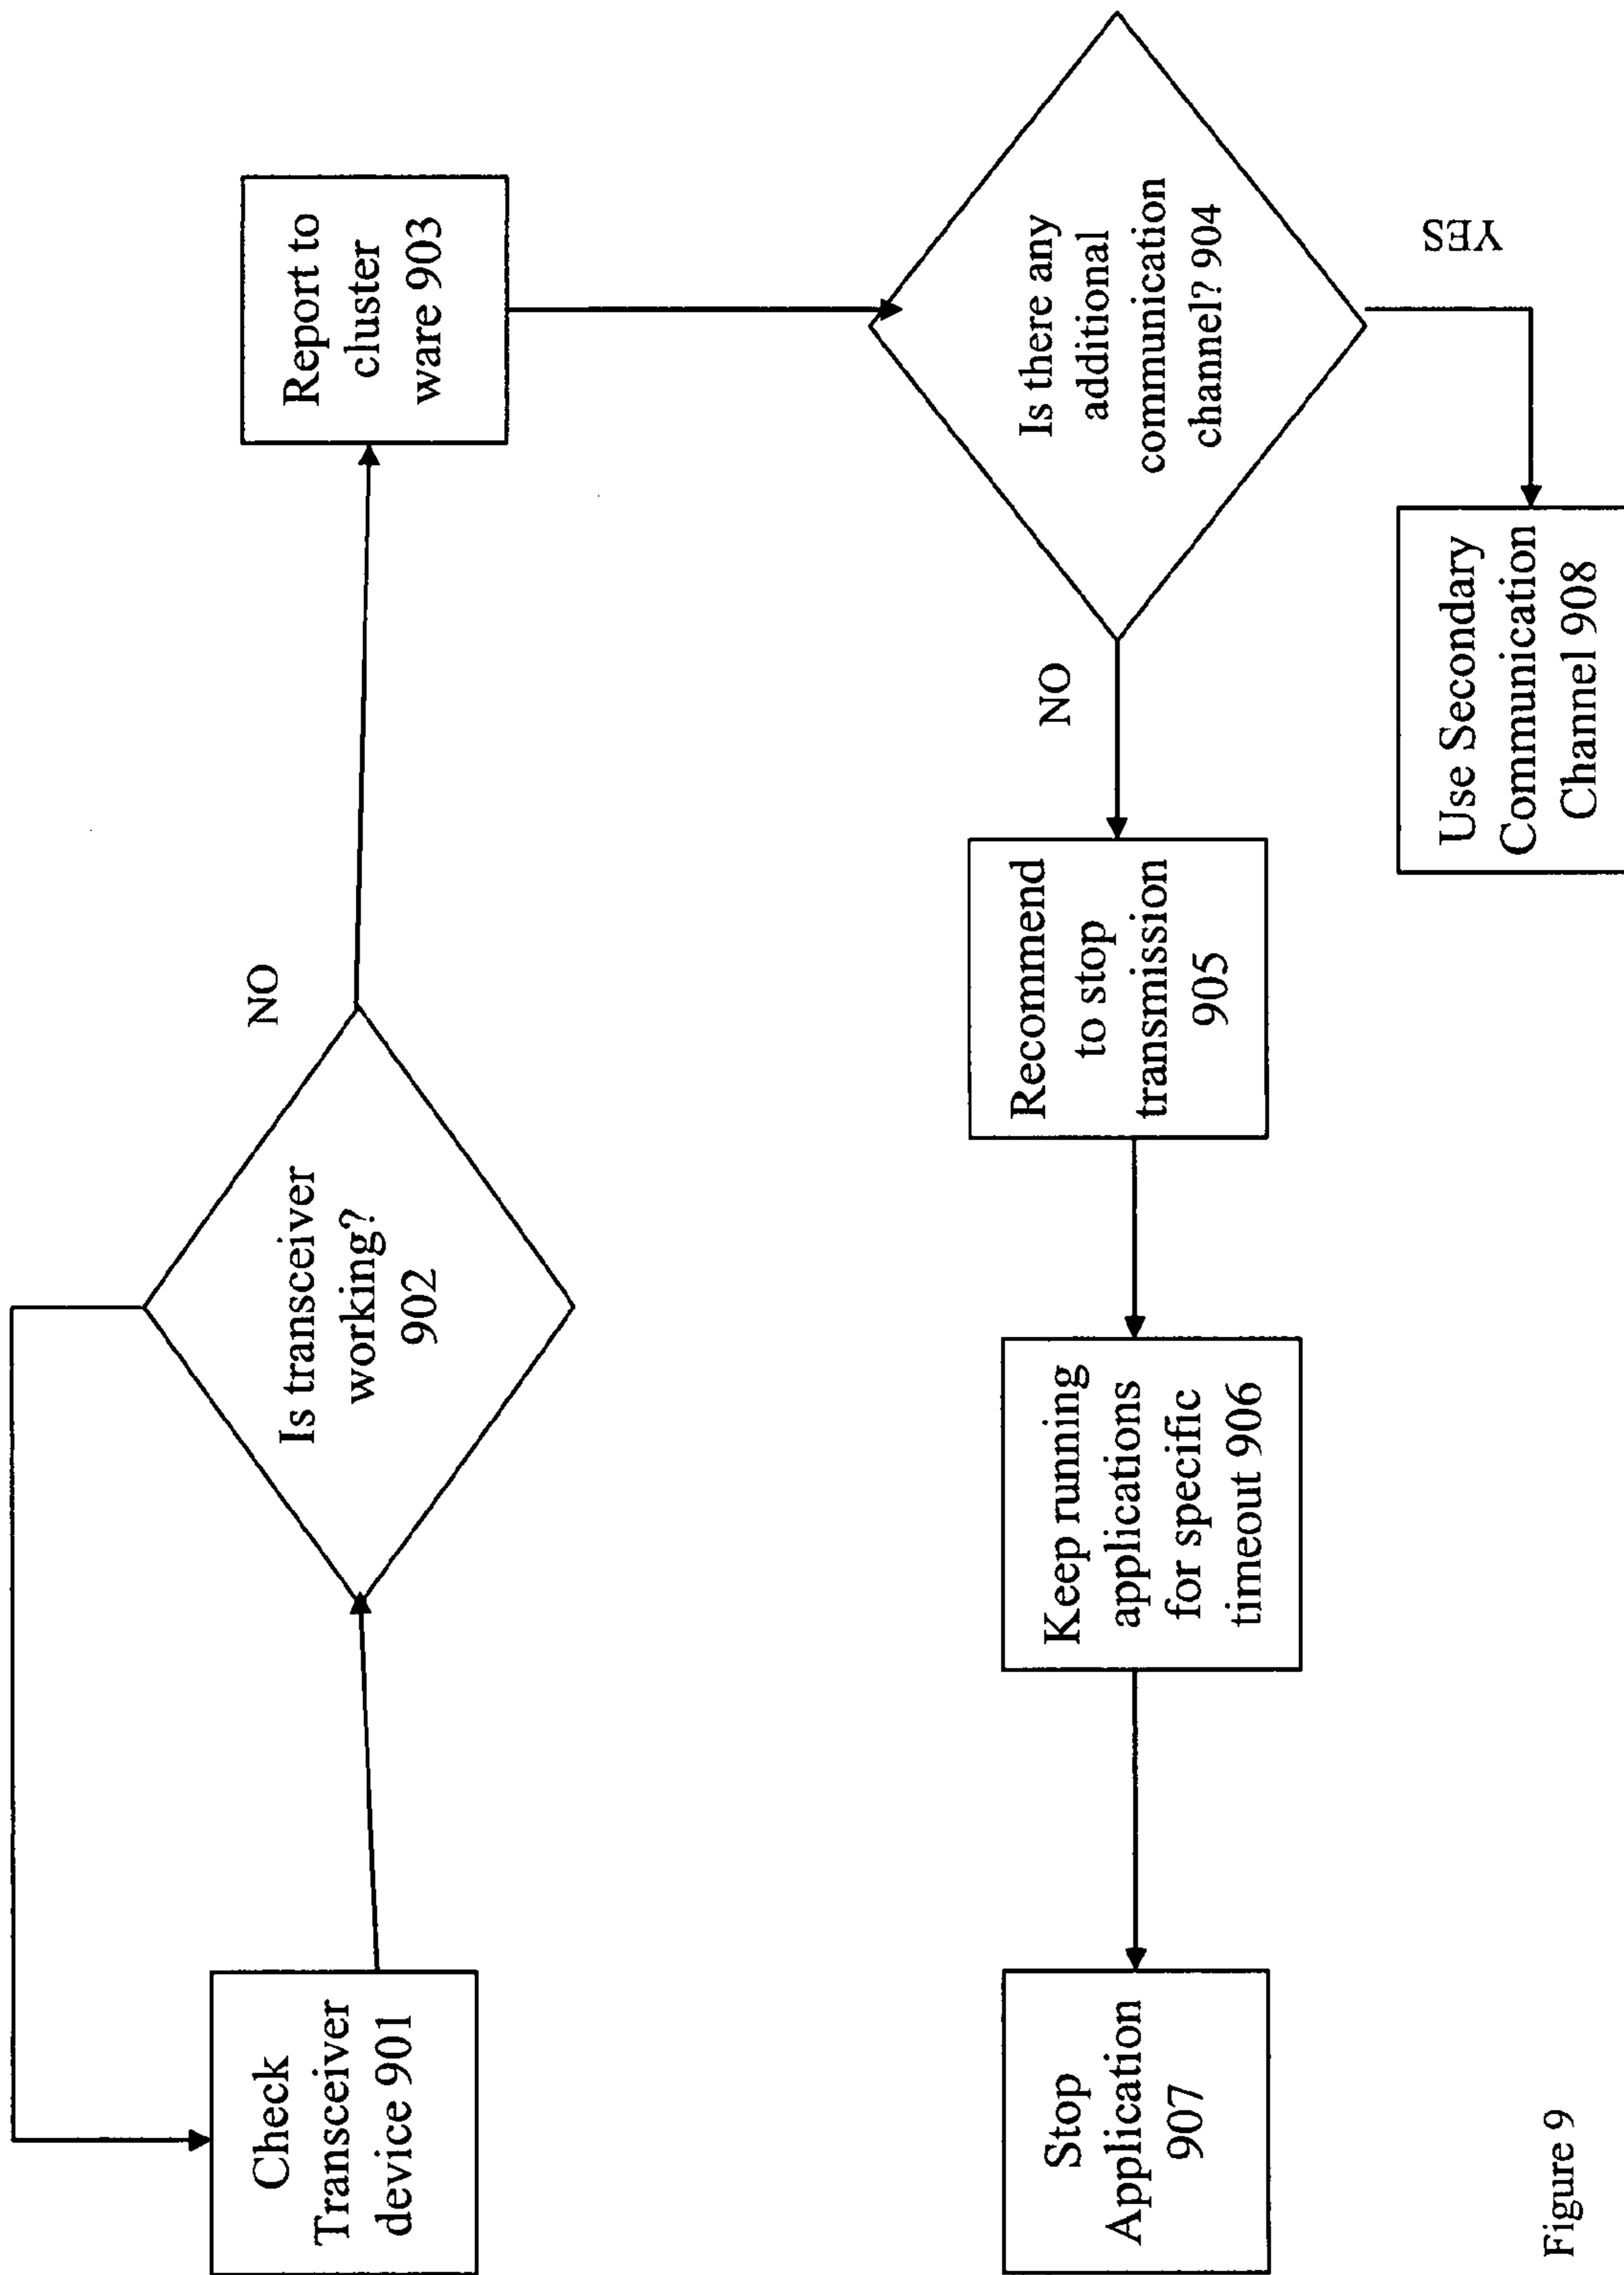 Check
Transceiver
device 901
Is transceiver
working?
902
NO
Report to
cluster
ware 903
Is there any
additional
communication
channel? 904
NO
YES
Recommend
to stop
transmission
905
Keep running
applications
for specific
timeout 906
Stop
Application
907
Use Secondary
Communication
Channel 908
Figure 9